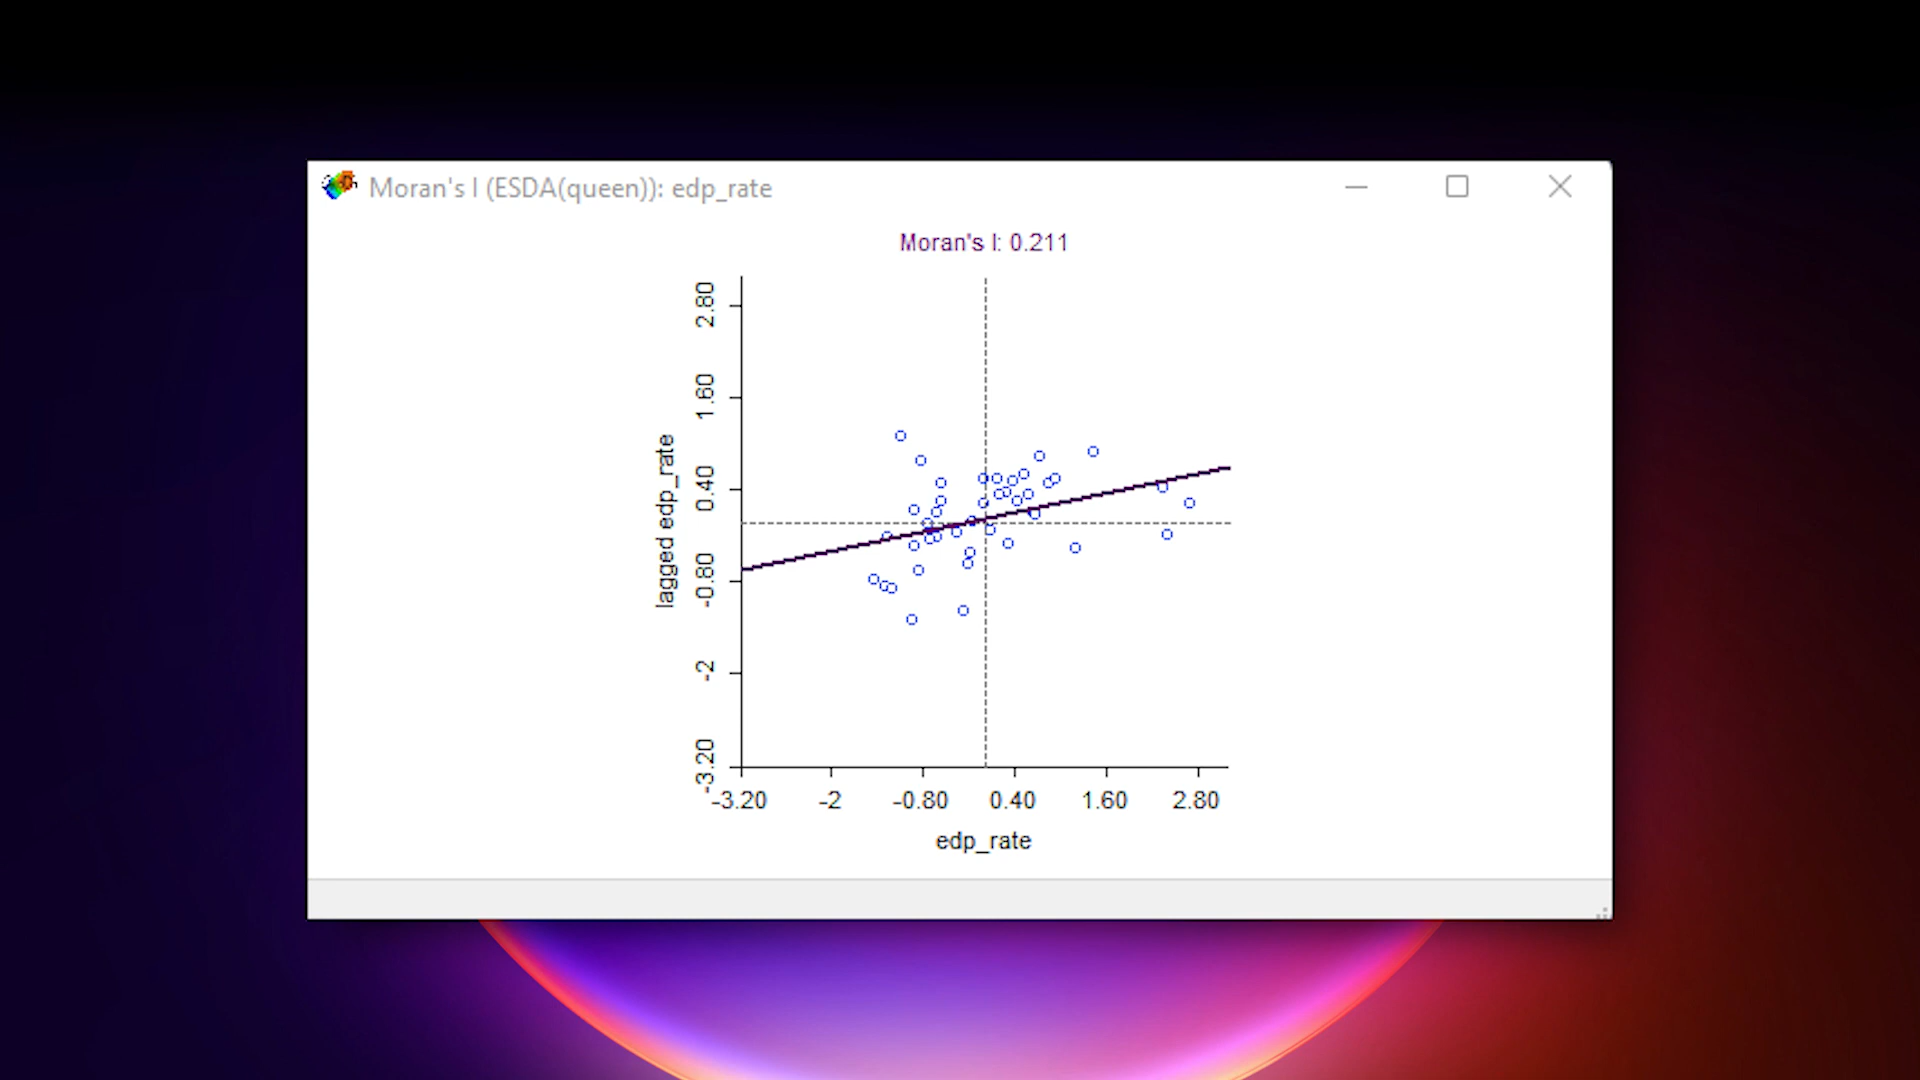 Moran's I (ESDA(queen)): edp_rate
Moran's I: 0.211
2.80
1.60
0.40
-0.80
-2
-3.20
lagged edp_rate
-3.20 -2 -0.80 0.40 1.60 2.80
edp_rate